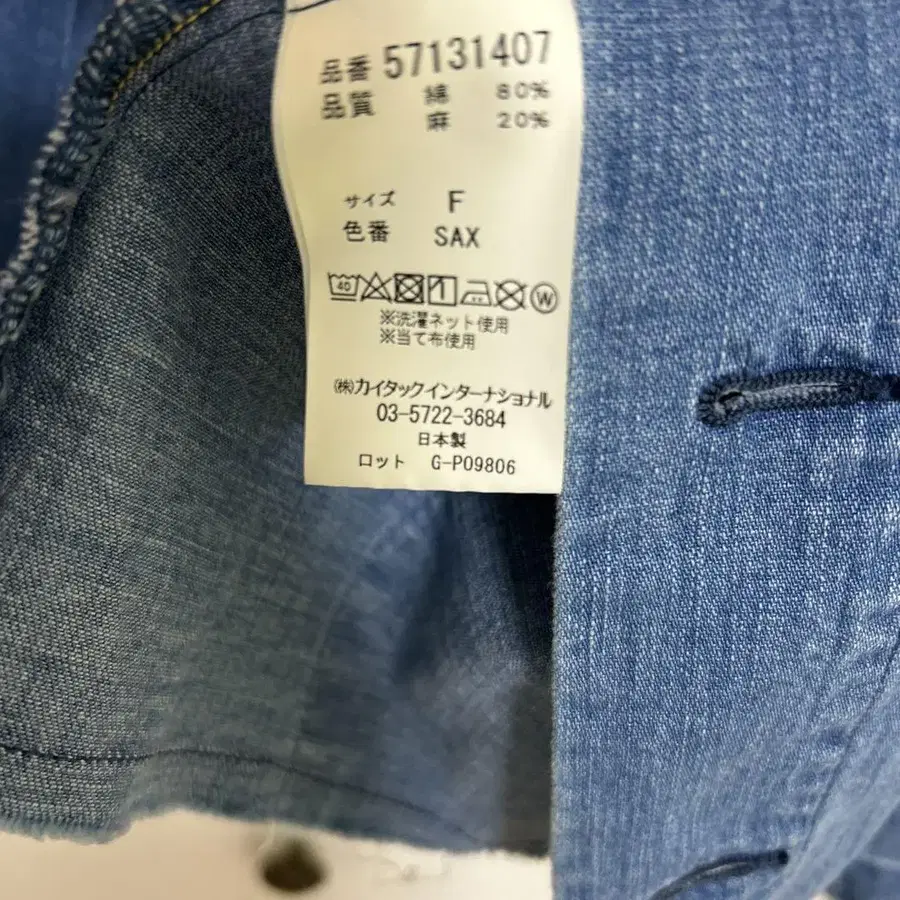 品番 57131407
品質 綿 80%
麻 20%
サイズ F
色番 SAX
40
※洗濯ネット使用
※当て布使用
㈱カイタックインターナショナル
03-5722-3684
日本製
ロット G-P09806